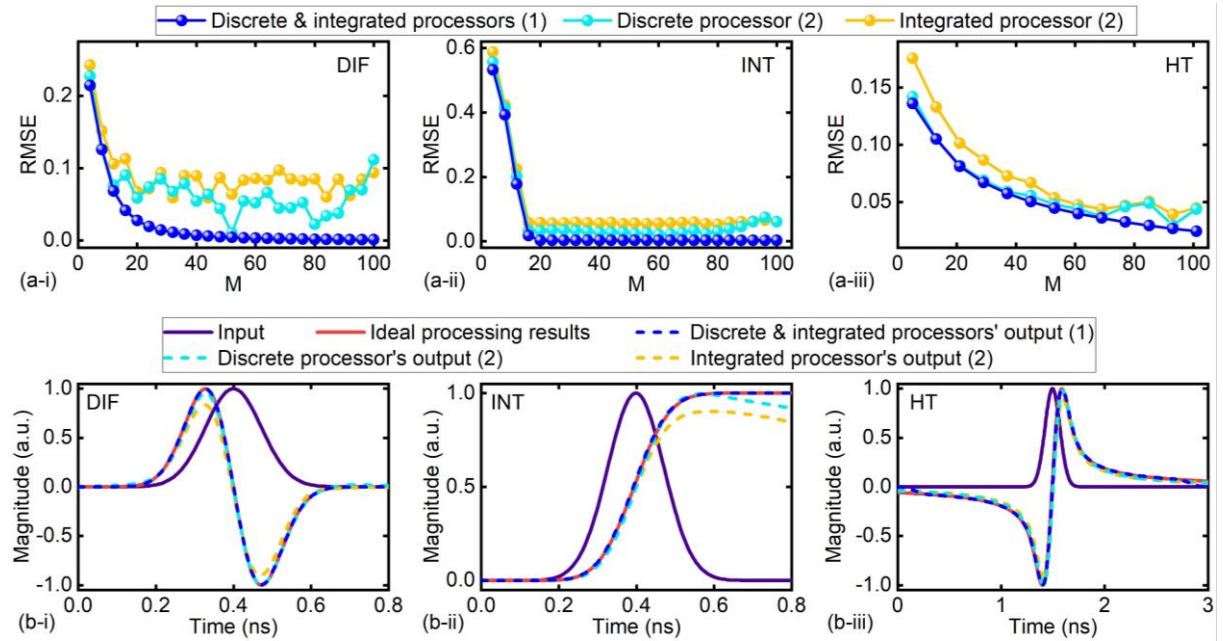 Discrete & integrated processors (1) Discrete processor (2) Integrated processor (2)
DIF
RMSE
0.2
0.1
0.0
0 20 40 60 80 100
M
(a-i)
INT
RMSE
0.6
0.4
0.2
0.0
0 20 40 60 80 100
M
(a-ii)
HT
RMSE
0.15
0.10
0.05
0 20 40 60 80 100
M
(a-iii)
Input Ideal processing results Discrete & integrated processors' output (1)
Discrete processor's output (2) Integrated processor's output (2)
DIF
Magnitude (a.u.)
1.0
0.5
0.0
-0.5
-1.0
0.0 0.2 0.4 0.6 0.8
Time (ns)
(b-i)
INT
Magnitude (a.u.)
1.0
0.5
0.0
0.0 0.2 0.4 0.6 0.8
Time (ns)
(b-ii)
HT
Magnitude (a.u.)
1.0
0.5
0.0
-0.5
-1.0
0 1 2 3
Time (ns)
(b-iii)